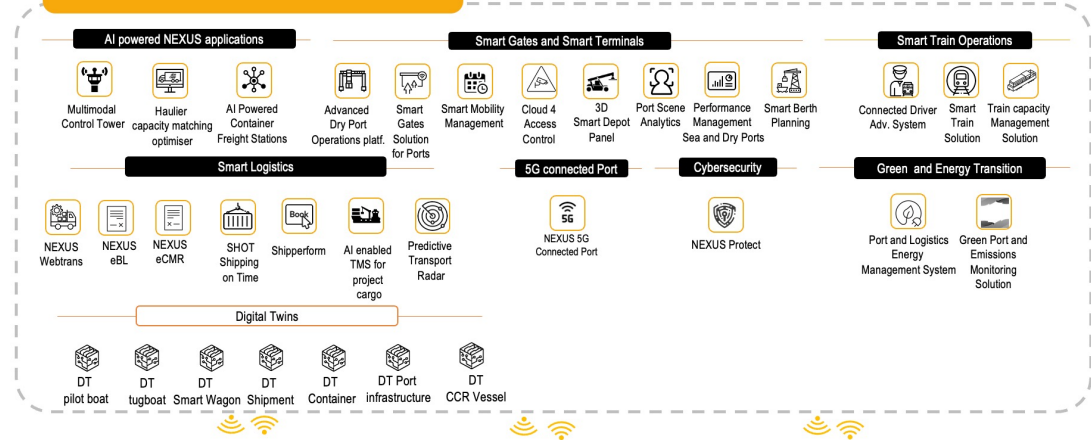 AI powered NEXUS applications
Multimodal
Control Tower
Haulier
capacity matching
optimiser
AI Powered
Container
Freight Stations
Smart Gates and Smart Terminals
Advanced
Dry Port
Operations platf.
Smart
Gates
Solution
for Ports
Smart Mobility
Management
Cloud 4
Access
Control
3D
Smart Depot
Panel
Port Scene
Analytics
Performance
Management
Sea and Dry Ports
Smart Berth
Planning
Smart Train Operations
Connected Driver
Adv. System
Smart
Train
Solution
Train capacity
Management
Solution
Smart Logistics
NEXUS
Webtrans
NEXUS
eBL
NEXUS
eCMR
SHOT
Shipping
on Time
Book
Shipperform
AI enabled
TMS for
project
cargo
Predictive
Transport
Radar
5G connected Port
5G
NEXUS 5G
Connected Port
Cybersecurity
NEXUS Protect
Green and Energy Transition
Port and Logistics
Energy
Management System
Green Port and
Emissions
Monitoring
Solution
Digital Twins
DT
pilot boat
DT
tugboat
DT
Smart Wagon
DT
Shipment
DT
Container
DT Port
infrastructure
DT
CCR Vessel